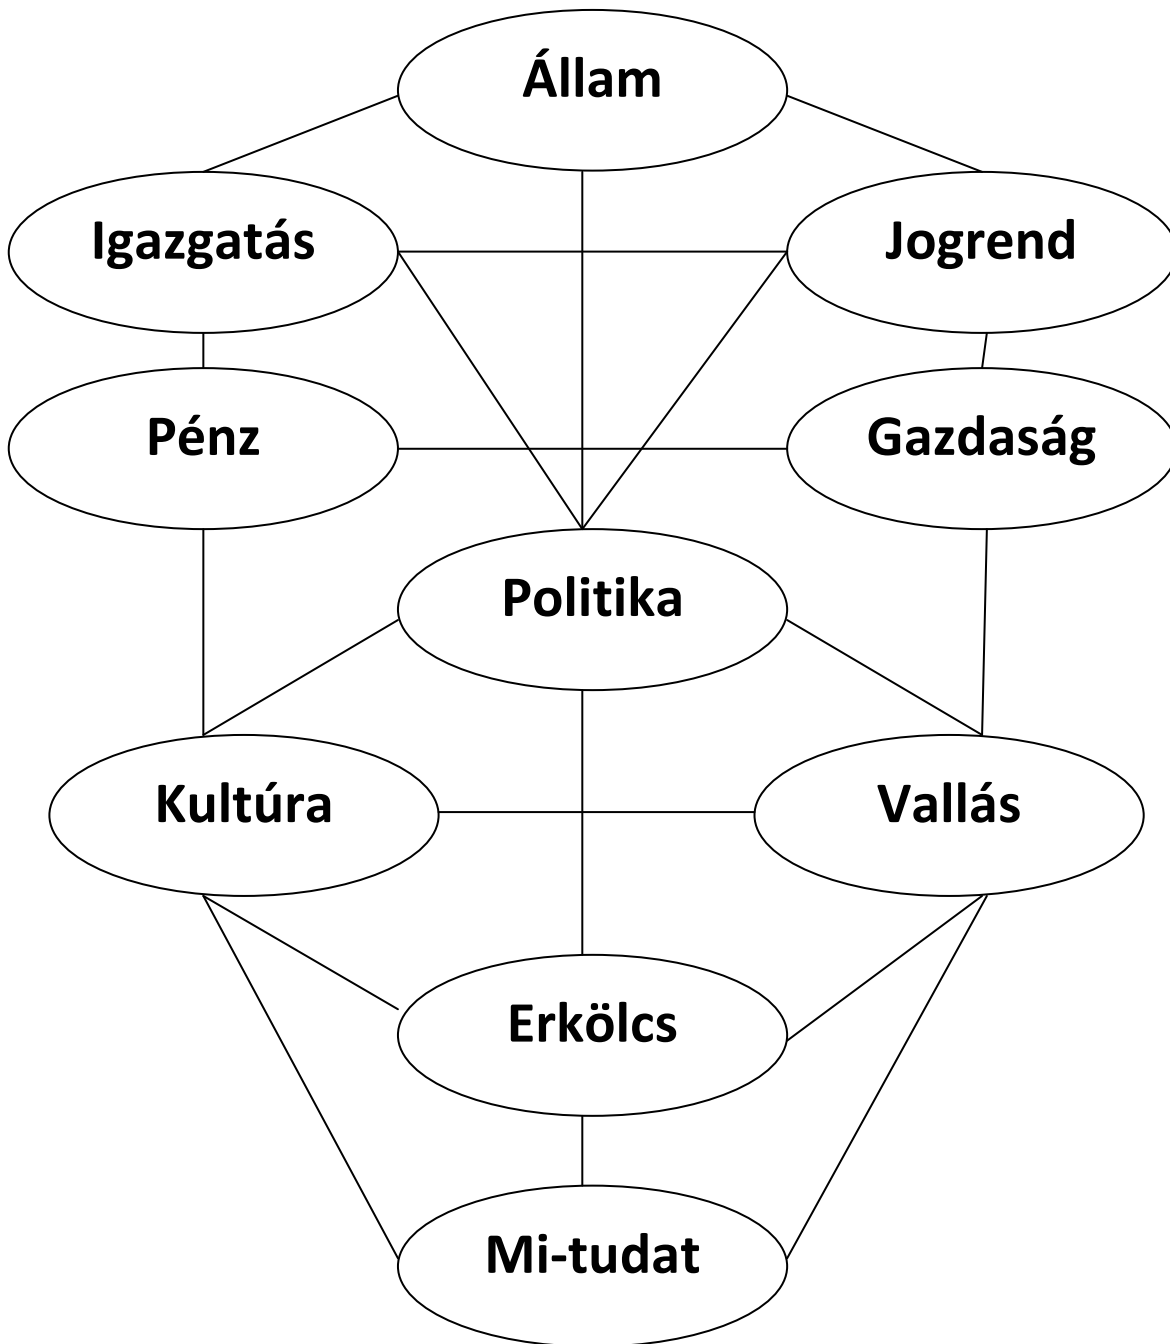 Állam
Igazgatás
Jogrend
Pénz
Gazdaság
Politika
Kultúra
Vallás
Erkölcs
Mi-tudat